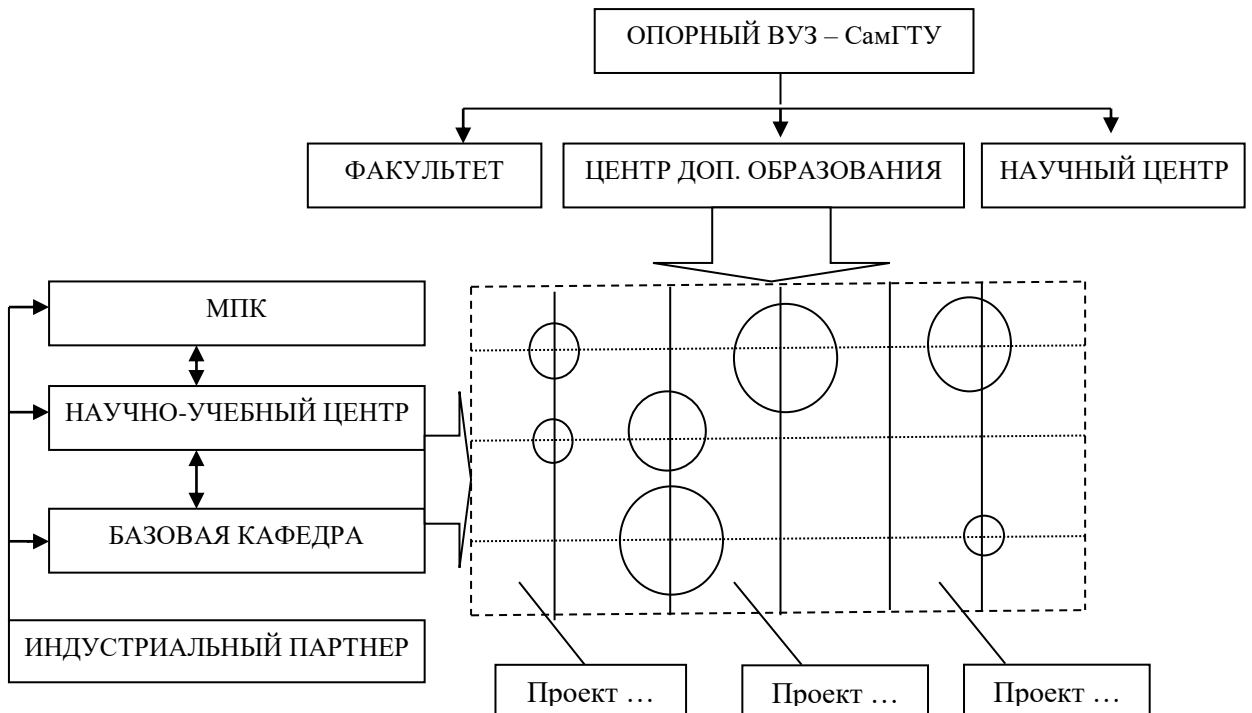 ОПОРНЫЙ ВУЗ – СамГТУ
ФАКУЛЬТЕТ
ЦЕНТР ДОП. ОБРАЗОВАНИЯ
НАУЧНЫЙ ЦЕНТР
МПК
НАУЧНО-УЧЕБНЫЙ ЦЕНТР
БАЗОВАЯ КАФЕДРА
ИНДУСТРИАЛЬНЫЙ ПАРТНЕР
Проект …
Проект …
Проект …